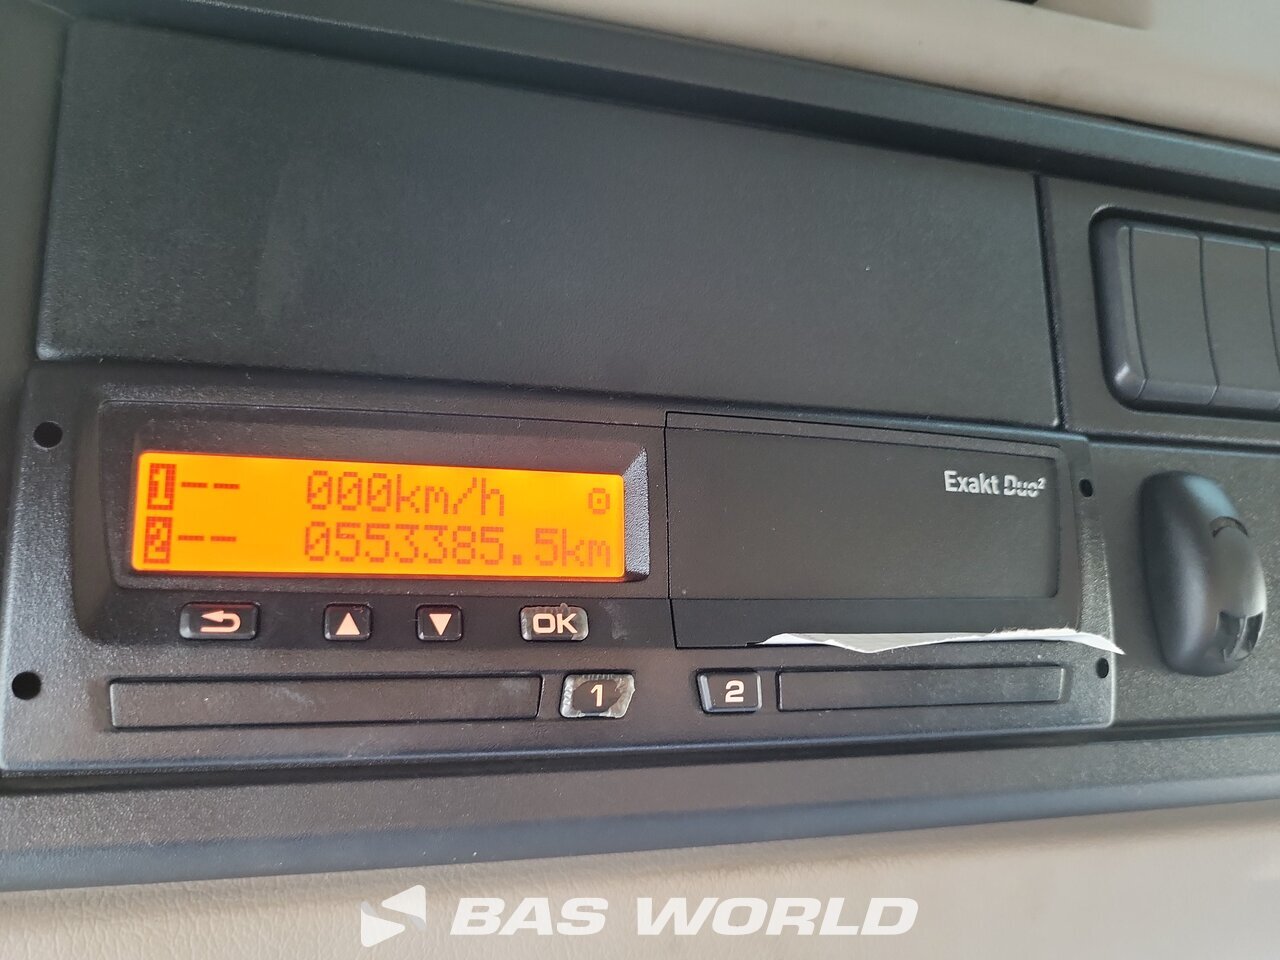 1-- 000km/h
2-- 0553385.5km
Exakt Duo²
OK
1
2
BAS WORLD